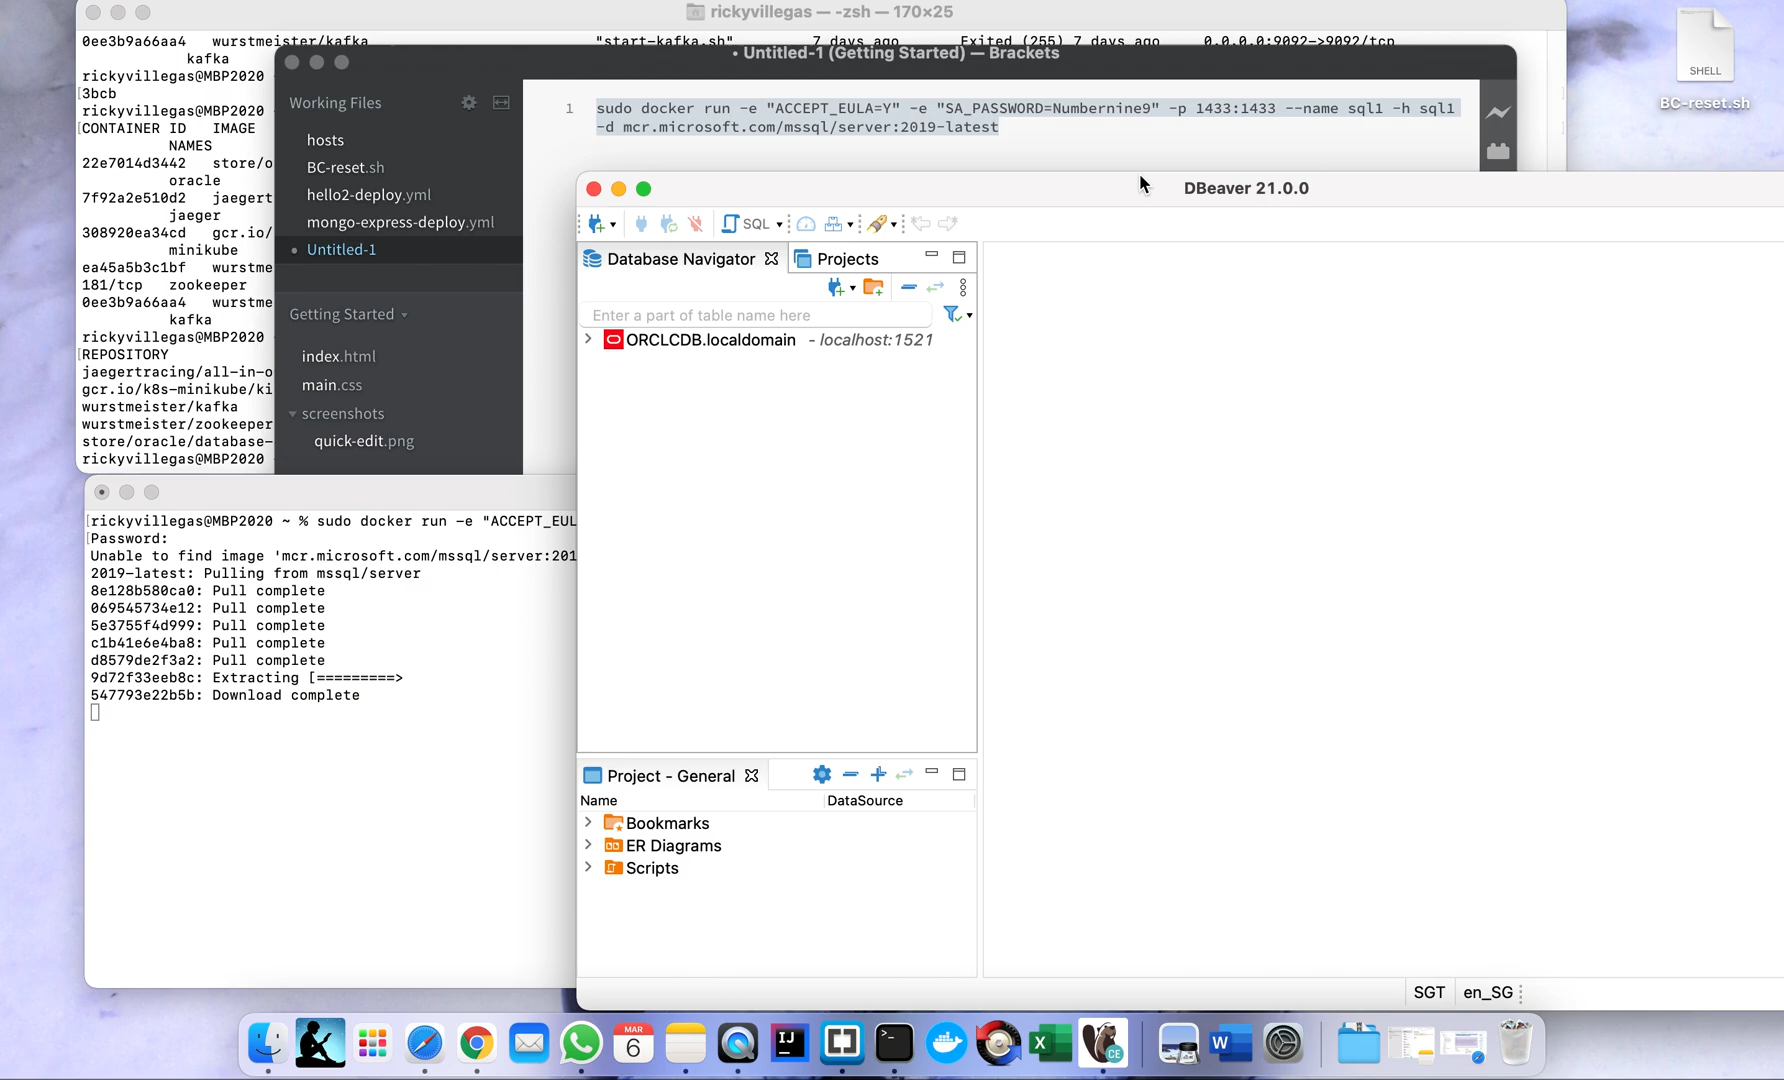 rickyvillegas — -zsh — 170×25
0ee3b9a66aa4 wurstmeister/kafka "start-kafka.sh" 7 days ago Exited (255) 7 days ago 0.0.0.0:9092->9092/tcp
kafka
rickyvillegas@MBP2020
3bcb
rickyvillegas@MBP2020
CONTAINER ID IMAGE
NAMES
22e7014d3442 store/o
oracle
7f92a2e510d2 jaegert
jaeger
308920ea34cd gcr.io/
minikube
ea45a5b3c1bf wurstme
181/tcp zookeeper
0ee3b9a66aa4 wurstme
kafka
rickyvillegas@MBP2020
REPOSITORY
jaegertracing/all-in-o
gcr.io/k8s-minikube/ki
wurstmeister/kafka
wurstmeister/zookeeper
store/oracle/database-
rickyvillegas@MBP2020
• Untitled-1 (Getting Started) — Brackets
Working Files
hosts
BC-reset.sh
hello2-deploy.yml
mongo-express-deploy.yml
Untitled-1
Getting Started
index.html
main.css
screenshots
quick-edit.png
1 sudo docker run -e "ACCEPT_EULA=Y" -e "SA_PASSWORD=Numbernine9" -p 1433:1433 --name sql1 -h sql1
-d mcr.microsoft.com/mssql/server:2019-latest
SHELL
BC-reset.sh
DBeaver 21.0.0
SQL
Database Navigator
Projects
Enter a part of table name here
ORCLCDB.localdomain - localhost:1521
Project - General
Name DataSource
Bookmarks
ER Diagrams
Scripts
SGT en_SG
rickyvillegas@MBP2020 ~ % sudo docker run -e "ACCEPT_EUL
Password:
Unable to find image 'mcr.microsoft.com/mssql/server:201
2019-latest: Pulling from mssql/server
8e128b580ca0: Pull complete
069545734e12: Pull complete
5e3755f4d999: Pull complete
c1b41e6e4ba8: Pull complete
d8579de2f3a2: Pull complete
9d72f33eeb8c: Extracting [=========>
547793e22b5b: Download complete
MAR
6
IJ
>_
X
CE
W